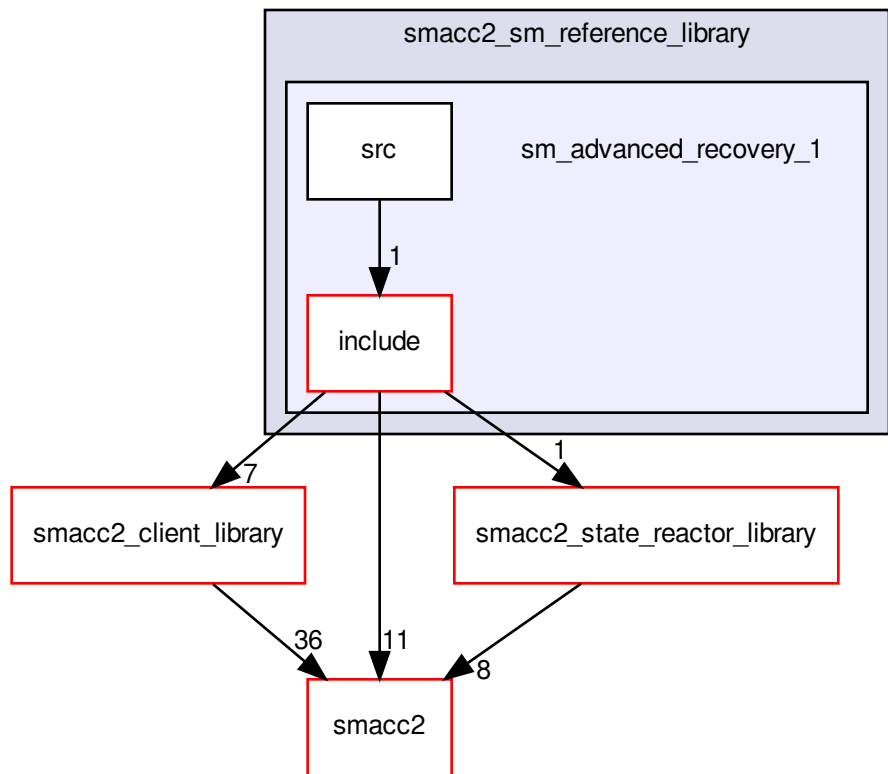 smacc2_sm_reference_library
src
sm_advanced_recovery_1
1
include
7
1
smacc2_client_library
smacc2_state_reactor_library
36
11
8
smacc2